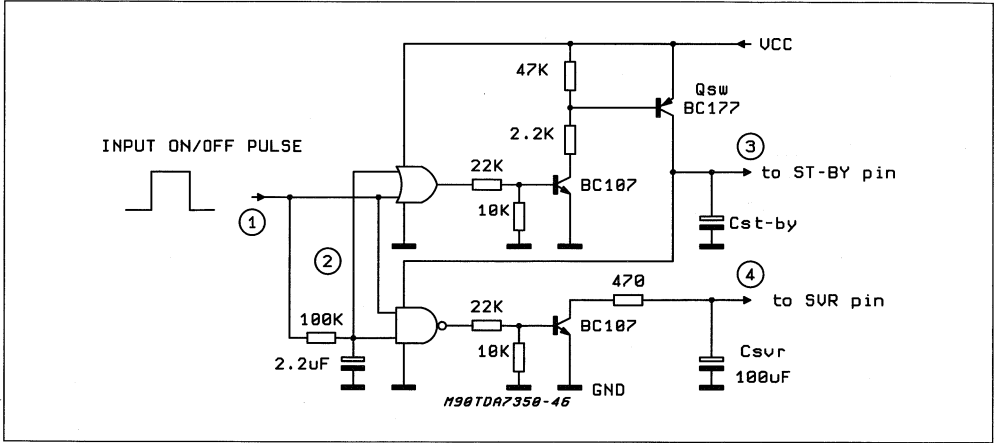 VCC
47K
Qsw
BC177
2.2K
INPUT ON/OFF PULSE
3
to ST-BY pin
22K
BC107
10K
1
Cst-by
2
4
470
to SVR pin
22K
100K
BC107
10K
2.2uF
Csvr
100uF
GND
M90TDA7350-46